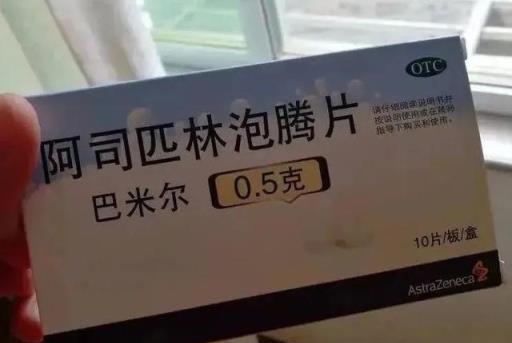 OTC
请仔细阅读说明书并
按说明使用或在药师
指导下购买和使用。
阿司匹林泡腾片
巴米尔 0.5克
10片/板/盒
AstraZeneca